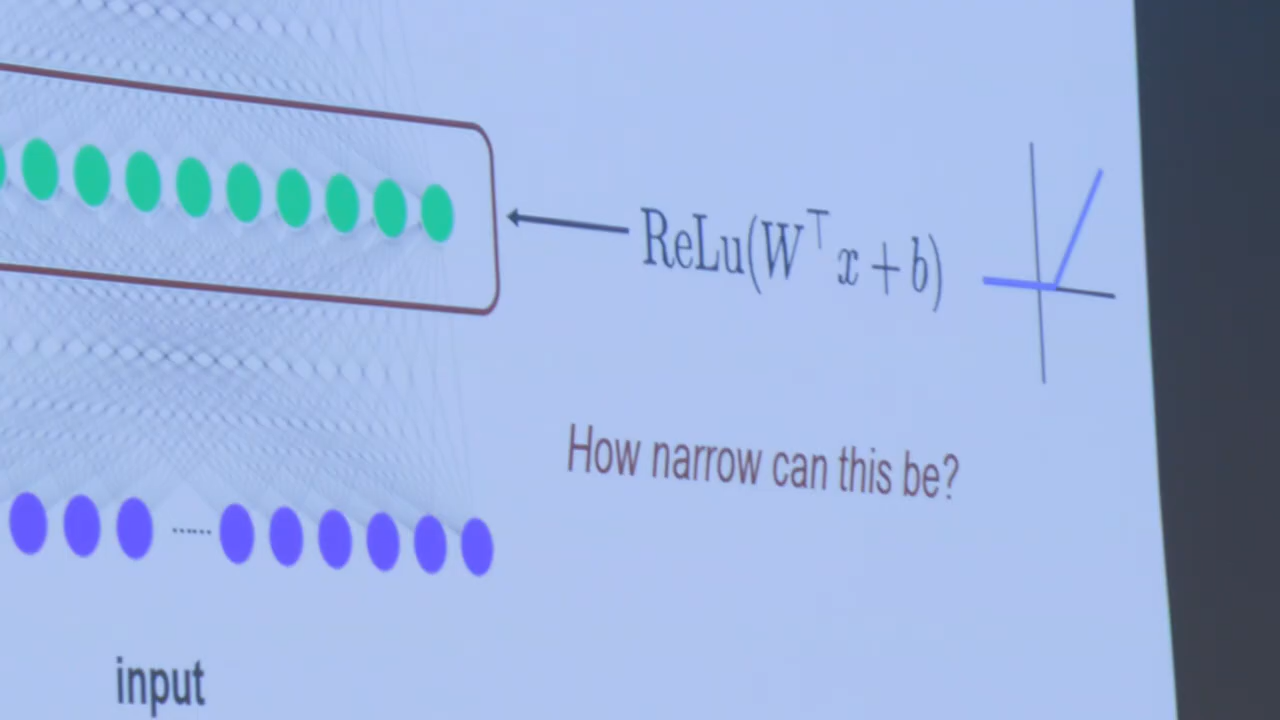 ReLu(W⊤x + b)
How narrow can this be?
......
input